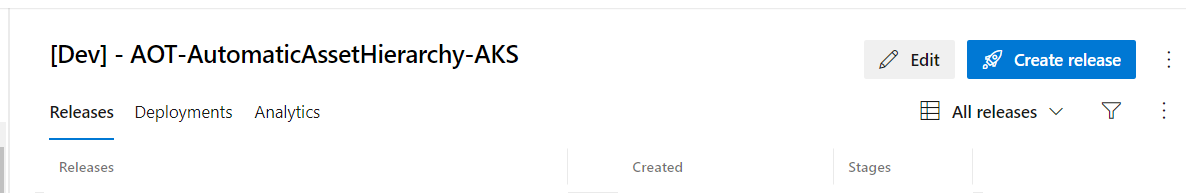 [Dev] - AOT-AutomaticAssetHierarchy-AKS
Edit
Create release
Releases Deployments Analytics
All releases
Releases Created Stages